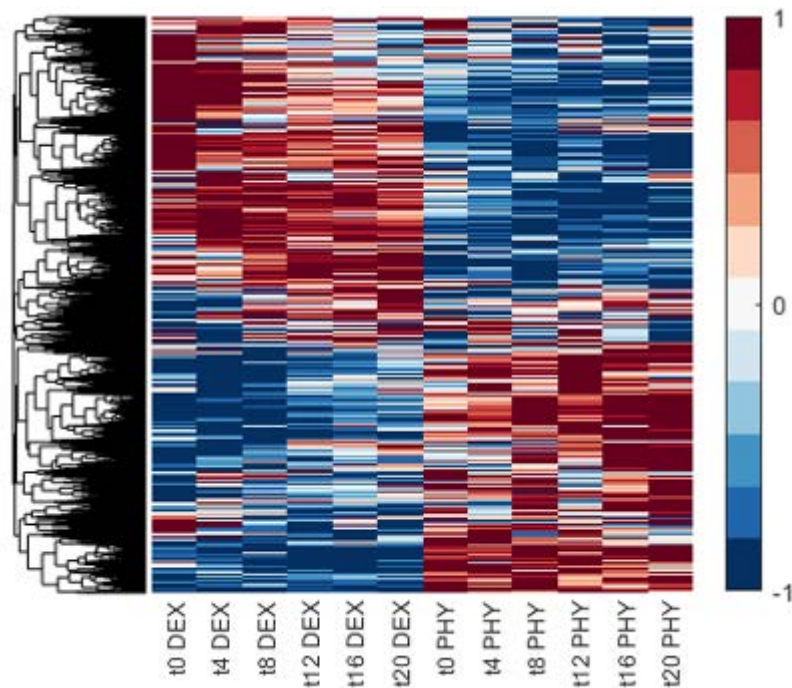 1
0
-1
t0 DEX
t4 DEX
t8 DEX
t12 DEX
t16 DEX
t20 DEX
t0 PHY
t4 PHY
t8 PHY
t12 PHY
t16 PHY
t20 PHY